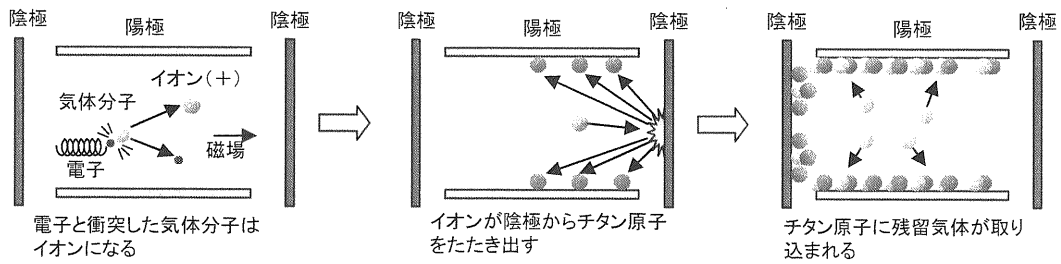 陰極
陽極
陰極
イオン(+)
気体分子
磁場
電子
電子と衝突した気体分子は
イオンになる
陽極
陰極
イオンが陰極からチタン原子
をたたき出す
陰極
陽極
陰極
チタン原子に残留気体が取り
込まれる